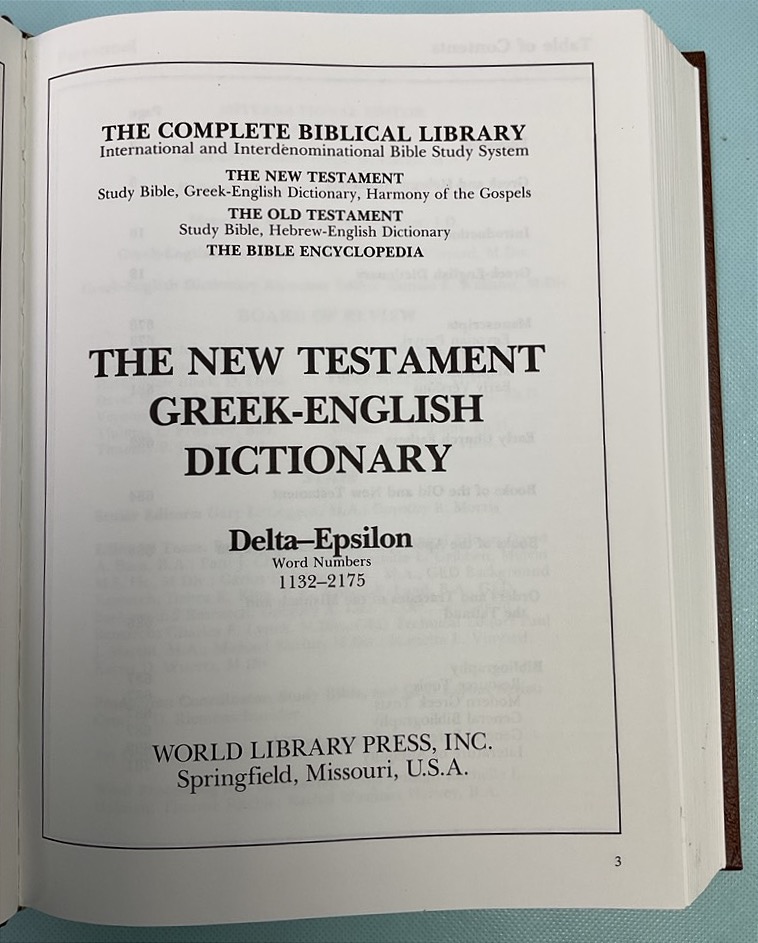 THE COMPLETE BIBLICAL LIBRARY
International and Interdenominational Bible Study System
THE NEW TESTAMENT
Study Bible, Greek-English Dictionary, Harmony of the Gospels
THE OLD TESTAMENT
Study Bible, Hebrew-English Dictionary
THE BIBLE ENCYCLOPEDIA
THE NEW TESTAMENT
GREEK-ENGLISH
DICTIONARY
Delta–Epsilon
Word Numbers
1132–2175
WORLD LIBRARY PRESS, INC.
Springfield, Missouri, U.S.A.
3